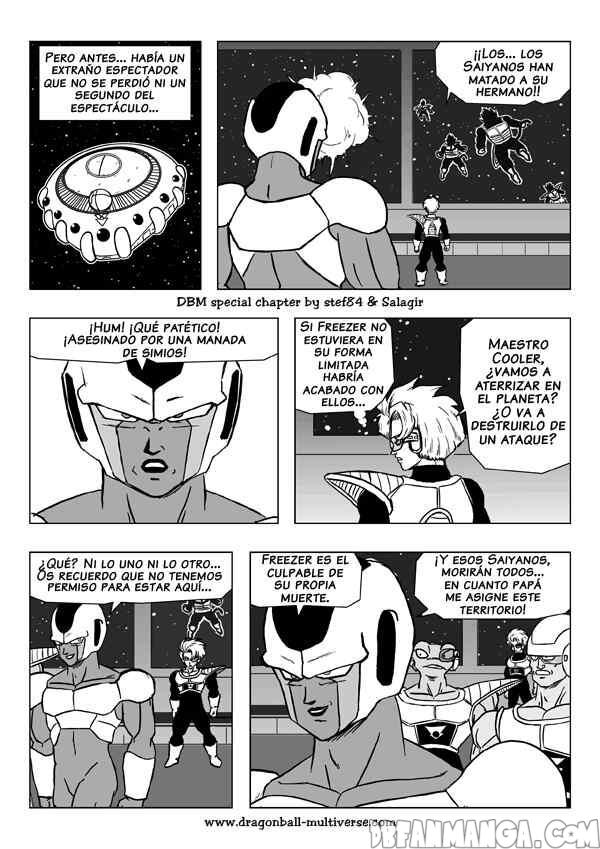 PERO ANTES... HABÍA UN
EXTRAÑO ESPECTADOR
QUE NO SE PERDIÓ NI UN
SEGUNDO DEL
ESPECTÁCULO...
¡¡LOS... LOS
SAIYANOS HAN
MATADO A SU
HERMANO!!
DBM special chapter by stef84 & Salagir
¡HUM! ¡QUÉ PATÉTICO!
¡ASESINADO POR UNA MANADA
DE SIMIOS!
SI FREEZER NO
ESTUVIERA EN
SU FORMA
LIMITADA
HABRÍA
ACABADO CON
ELLOS...
MAESTRO
COOLER,
¿VAMOS A
ATERRIZAR EN
EL PLANETA?
¿O VA A
DESTRUIRLO DE
UN ATAQUE?
¿QUÉ? NI LO UNO NI LO OTRO...
OS RECUERDO QUE NO TENEMOS
PERMISO PARA ESTAR AQUÍ...
FREEZER ES EL
CULPABLE DE
SU PROPIA
MUERTE.
¡Y ESOS SAIYANOS,
MORIRÁN TODOS...
EN CUANTO PAPÁ
ME ASIGNE ESTE
TERRITORIO!
www.dragonball-multiverse.com
DBFANMANGA.COM